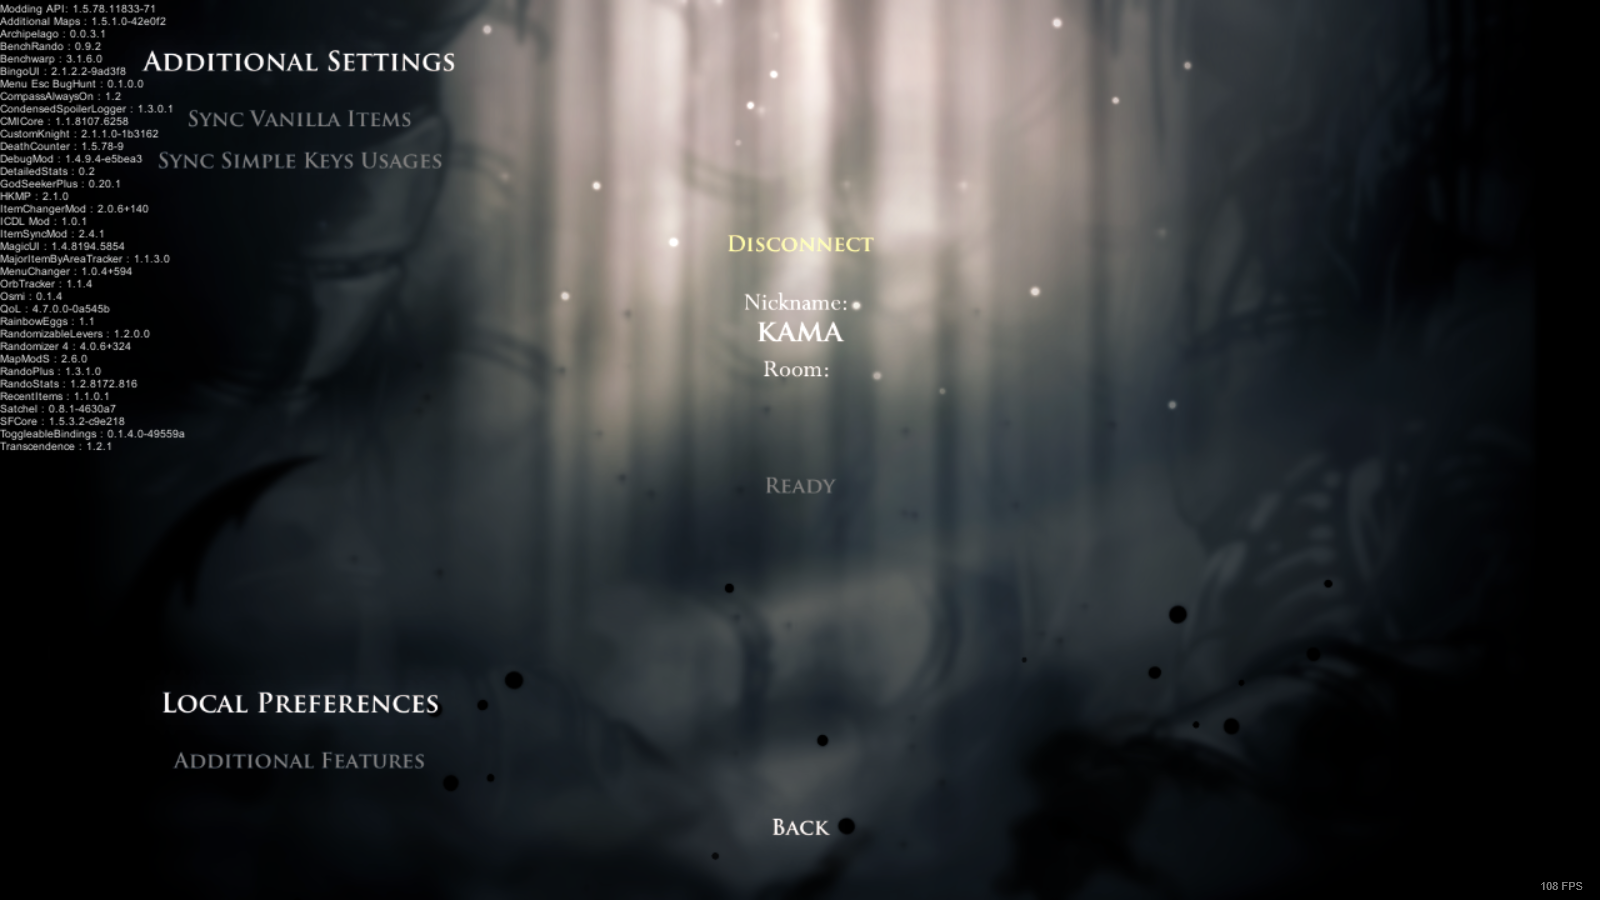 Modding API: 1.5.78.11833-71
Additional Maps : 1.5.1.0-42e0f2
Archipelago : 0.0.3.1
BenchRando : 0.9.2
Benchwarp : 3.1.6.0
BingoUI : 2.1.2.2-9ad3f8
Menu Esc BugHunt : 0.1.0.0
CompassAlwaysOn : 1.2
CondensedSpoilerLogger : 1.3.0.1
CMICore : 1.1.8107.6258
CustomKnight : 2.1.1.0-1b3162
DeathCounter : 1.5.78-9
DebugMod : 1.4.9.4-e5bea3
DetailedStats : 0.2
GodSeekerPlus : 0.20.1
HKMP : 2.1.0
ItemChangerMod : 2.0.6+140
ICDL Mod : 1.0.1
ItemSyncMod : 2.4.1
MagicUI : 1.4.8194.5854
MajorItemByAreaTracker : 1.1.3.0
MenuChanger : 1.0.4+594
OrbTracker : 1.1.4
Osmi : 0.1.4
QoL : 4.7.0.0-0a545b
RainbowEggs : 1.1
RandomizableLevers : 1.2.0.0
Randomizer 4 : 4.0.6+324
MapModS : 2.6.0
RandoPlus : 1.3.1.0
RandoStats : 1.2.8172.816
RecentItems : 1.1.0.1
Satchel : 0.8.1-4630a7
SFCore : 1.5.3.2-c9e218
ToggleableBindings : 0.1.4.0-49559a
Transcendence : 1.2.1
Additional Settings
Sync Vanilla Items
Sync Simple Keys Usages
Disconnect
Nickname:
KAMA
Room:
Ready
Local Preferences
Additional Features
Back
108 FPS